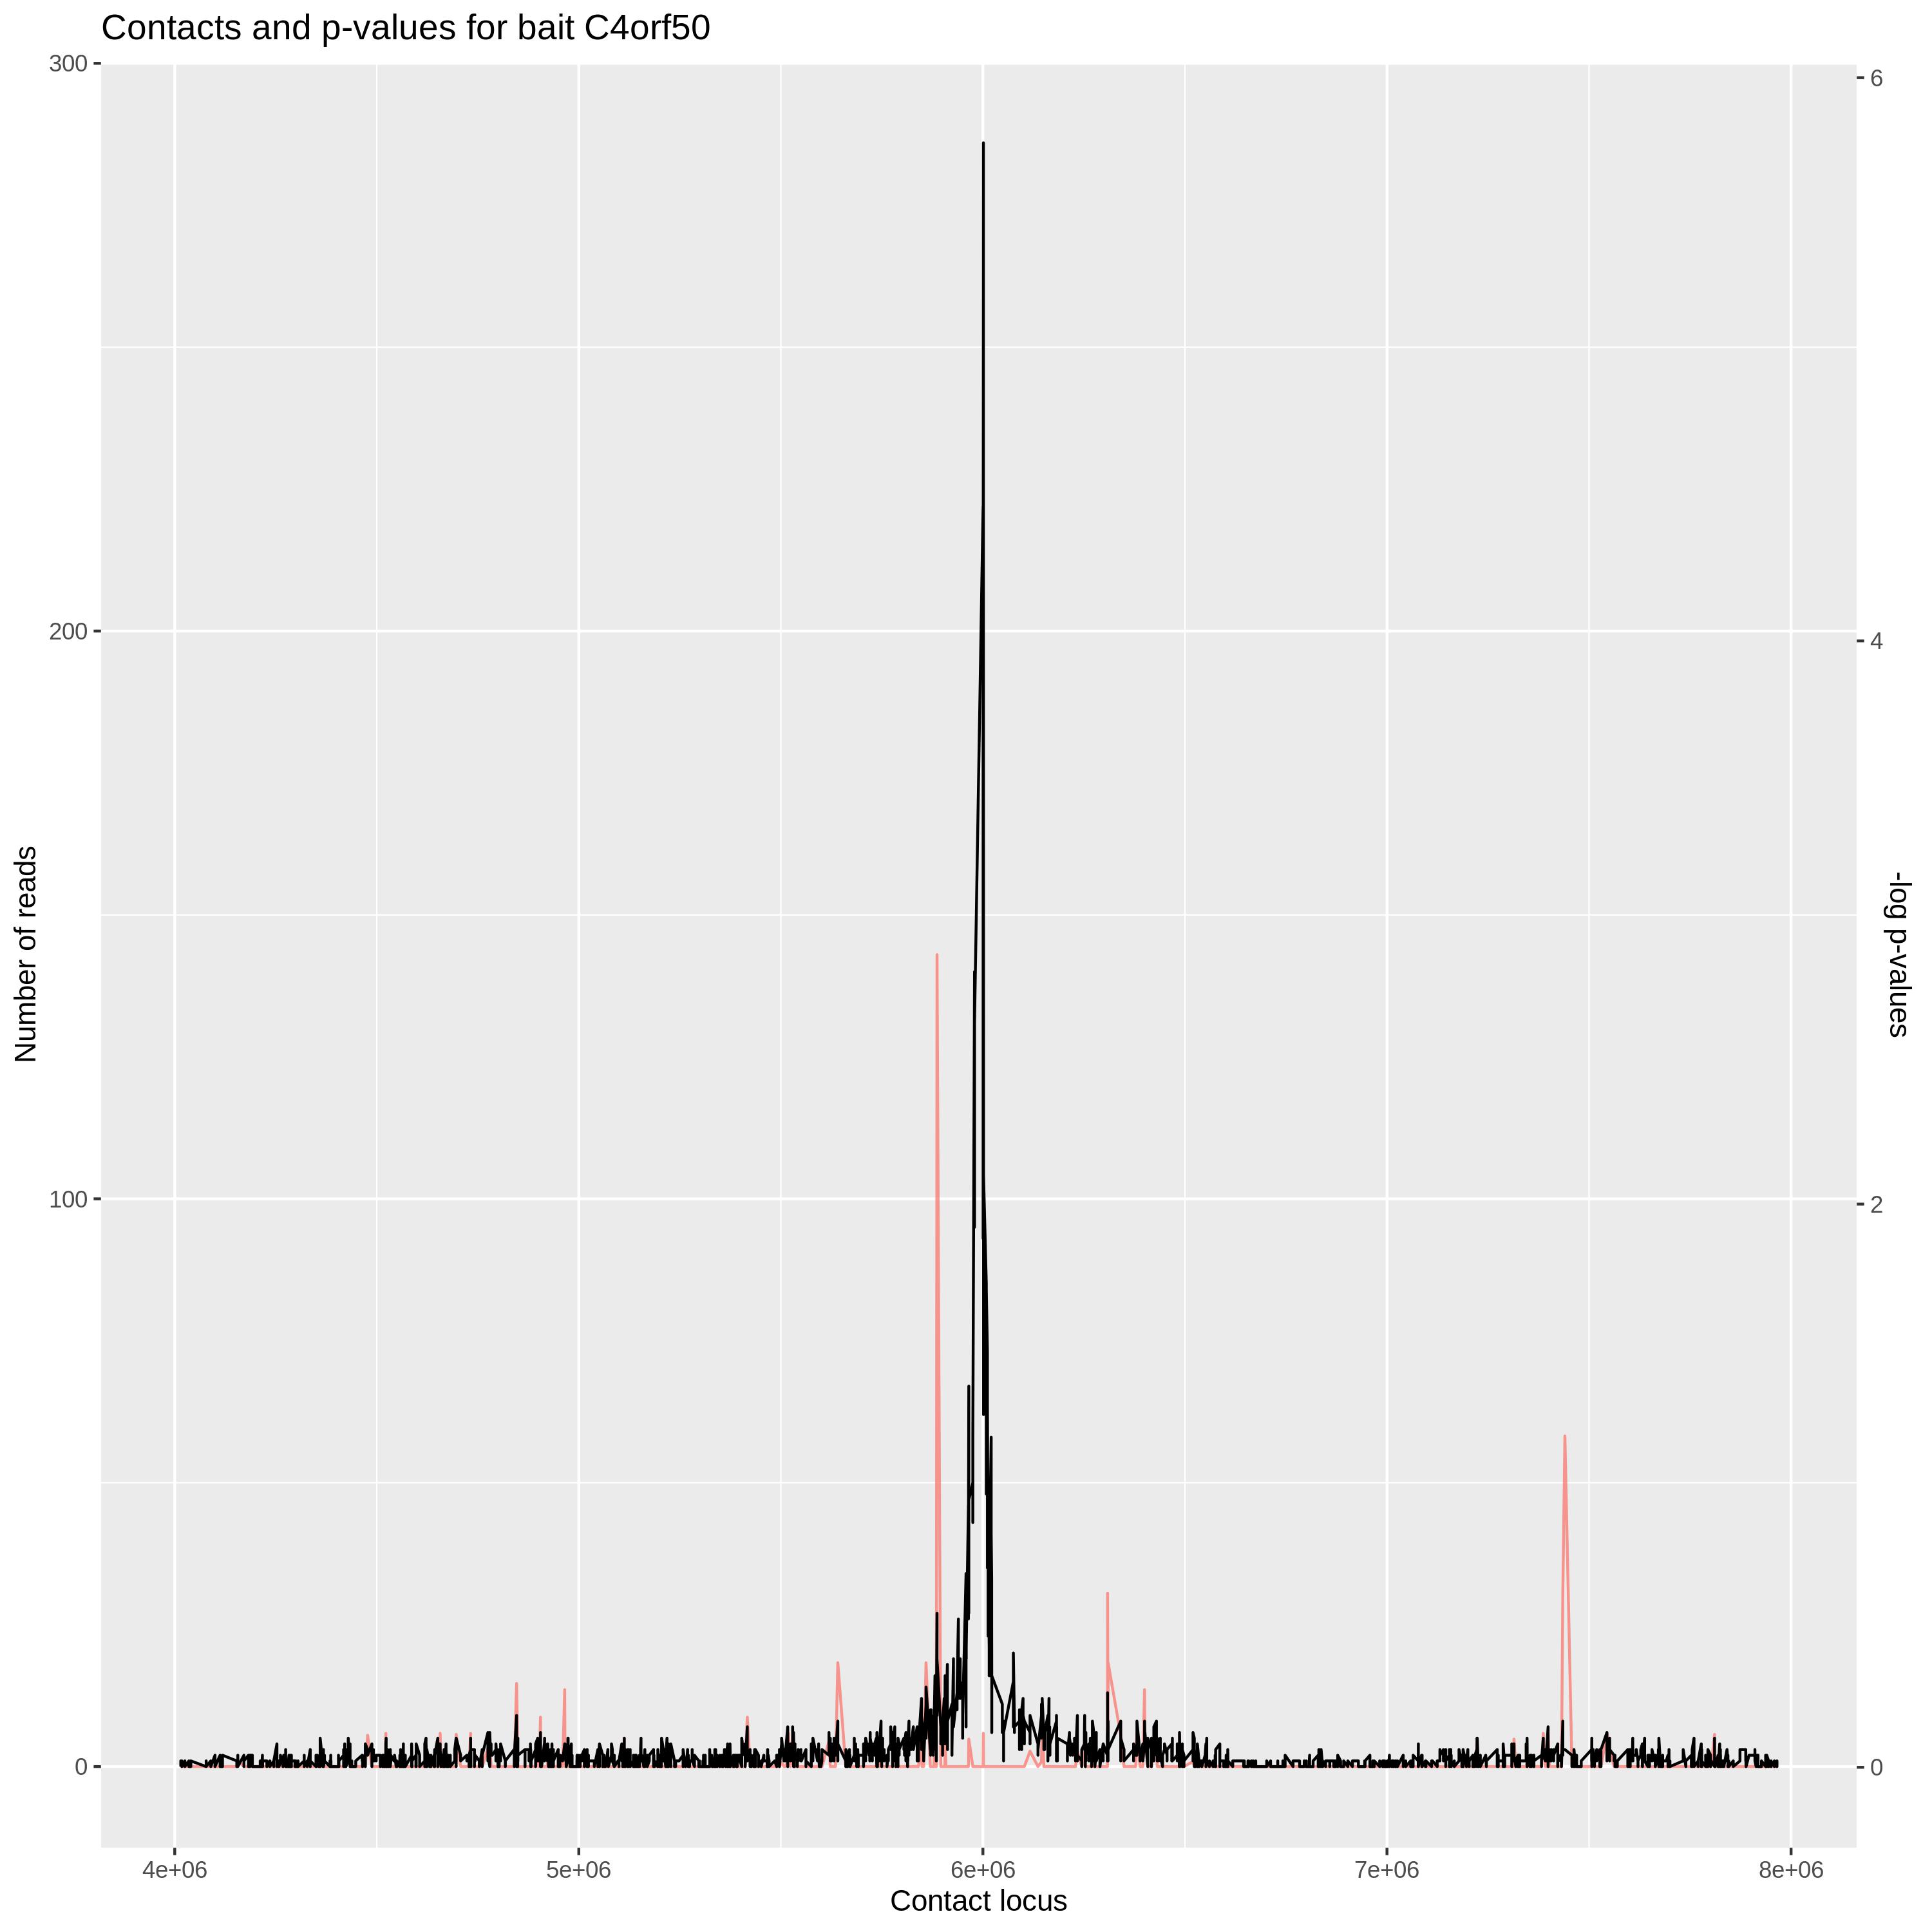 Contacts and p-values for bait C4orf50
300
200
100
0
Number of reads
6
4
2
0
-log p-values
4e+06 5e+06 6e+06 7e+06 8e+06
Contact locus